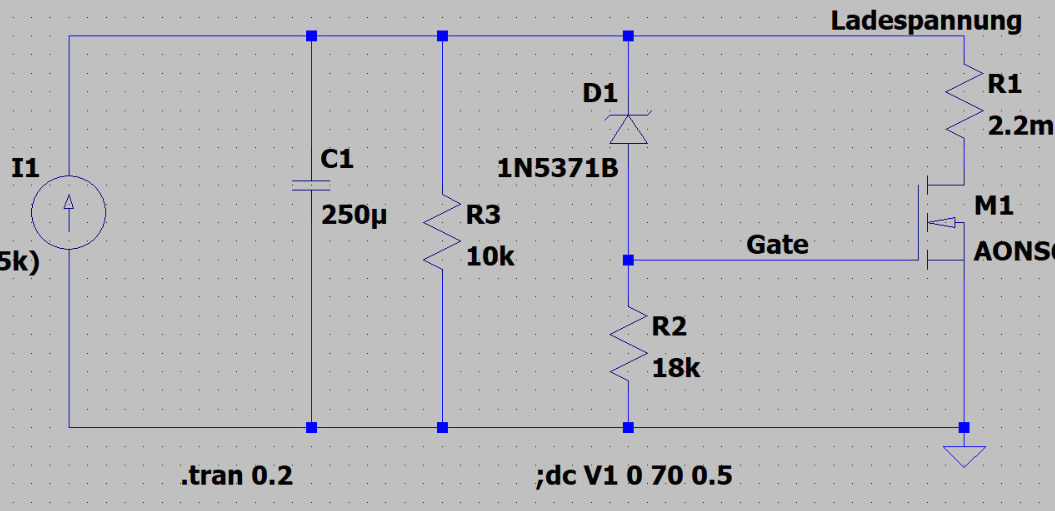 Ladespannung
R1
D1
2.2m
C1
1N5371B
I1
M1
250µ
R3
Gate
10k
5k)
R2
18k
.tran 0.2
;dc V1 0 70 0.5